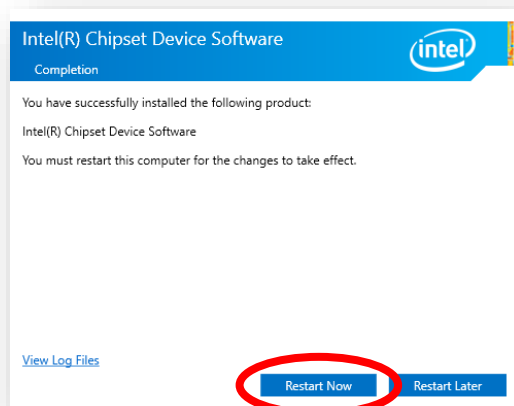 Intel(R) Chipset Device Software
intel
Completion
You have successfully installed the following product:
Intel(R) Chipset Device Software
You must restart this computer for the changes to take effect.
View Log Files
Restart Now
Restart Later